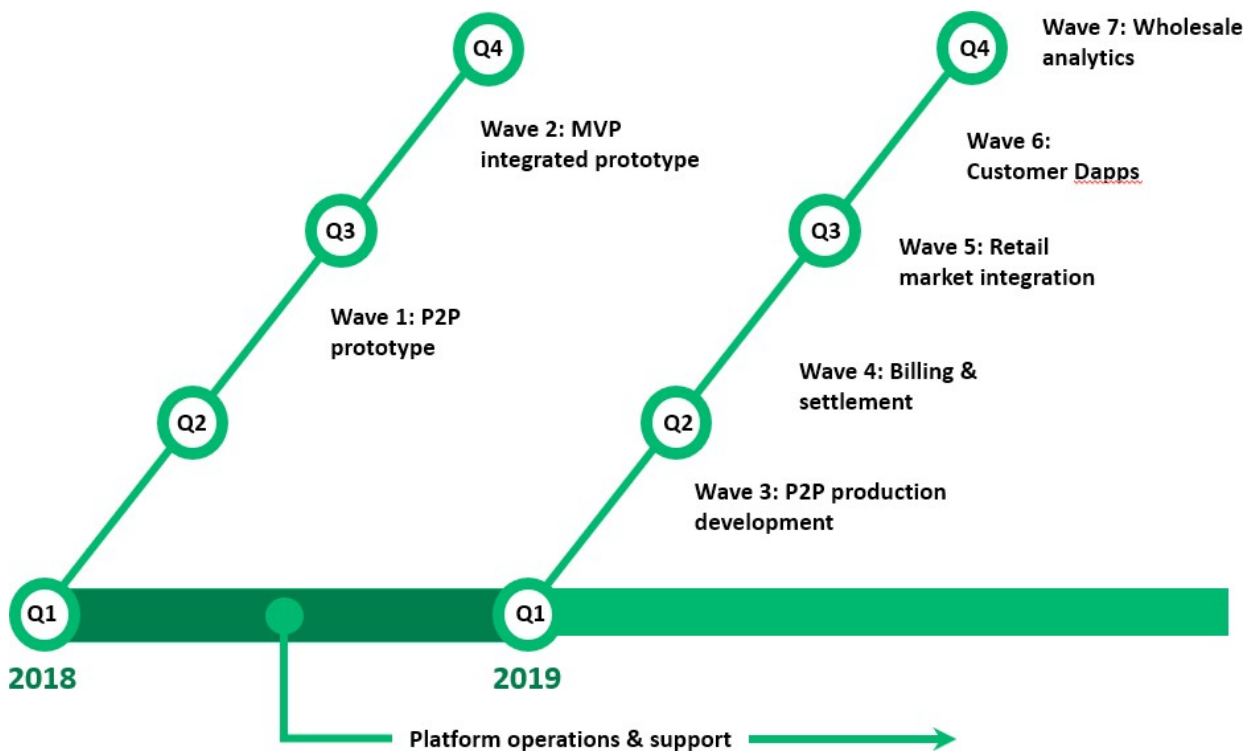 Q4
Wave 2: MVP
integrated prototype
Q3
Wave 1: P2P
prototype
Q2
Q1
2018
Q4
Wave 7: Wholesale
analytics
Wave 6:
Customer Dapps
Q3
Wave 5: Retail
market integration
Wave 4: Billing &
settlement
Q2
Wave 3: P2P production
development
Q1
2019
Platform operations & support